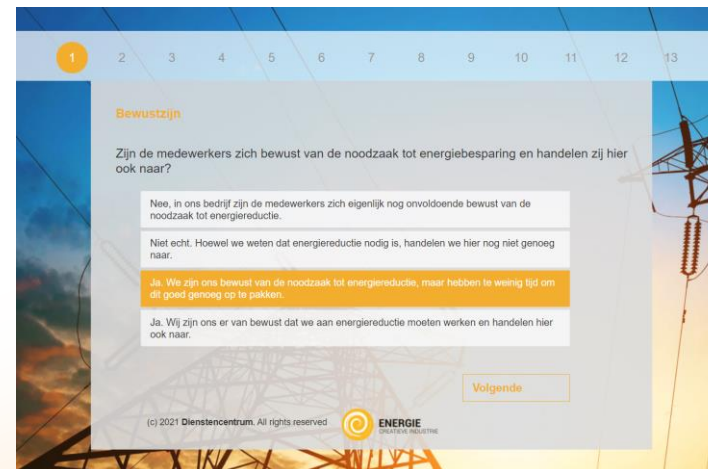 1 2 3 4 5 6 7 8 9 10 11 12 13
Bewustzijn
Zijn de medewerkers zich bewust van de noodzaak tot energiebesparing en handelen zij hier
ook naar?
Nee, in ons bedrijf zijn de medewerkers zich eigenlijk nog onvoldoende bewust van de
noodzaak tot energiereductie.
Niet echt. Hoewel we weten dat energiereductie nodig is, handelen we hier nog niet genoeg
naar.
Ja. We zijn ons bewust van de noodzaak tot energiereductie, maar hebben te weinig tijd om
dit goed genoeg op te pakken.
Ja. Wij zijn ons er van bewust dat we aan energiereductie moeten werken en handelen hier
ook naar.
Volgende
(c) 2021 Dienstencentrum. All rights reserved
ENERGIE
CREATIEVE INDUSTRIE